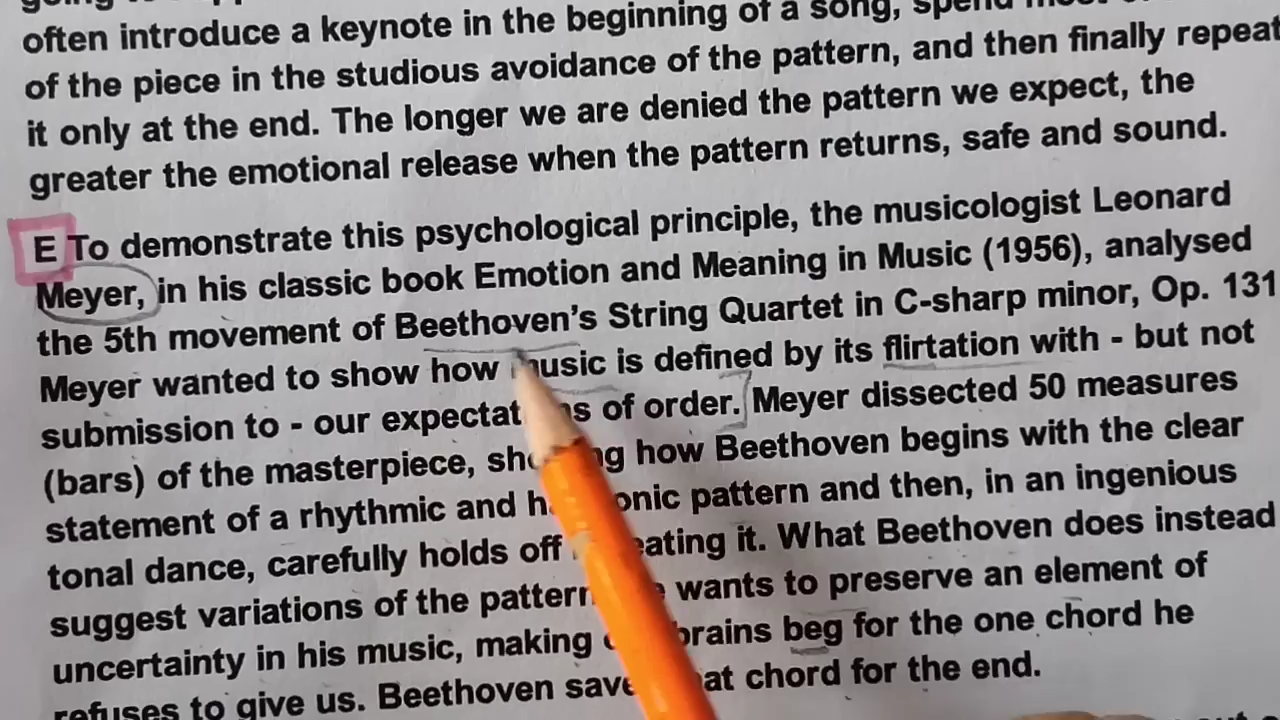 often introduce a keynote in the beginning of a song,
of the piece in the studious avoidance of the pattern, and then finally repeat
it only at the end. The longer we are denied the pattern we expect, the
greater the emotional release when the pattern returns, safe and sound.
E To demonstrate this psychological principle, the musicologist Leonard
Meyer, in his classic book Emotion and Meaning in Music (1956), analysed
the 5th movement of Beethoven's String Quartet in C-sharp minor, Op. 131
Meyer wanted to show how music is defined by its flirtation with - but not
submission to - our expectations of order. Meyer dissected 50 measures
(bars) of the masterpiece, showing how Beethoven begins with the clear
statement of a rhythmic and harmonic pattern and then, in an ingenious
tonal dance, carefully holds off repeating it. What Beethoven does instead
suggest variations of the pattern. wants to preserve an element of
uncertainty in his music, making our brains beg for the one chord he
refuses to give us. Beethoven saves that chord for the end.